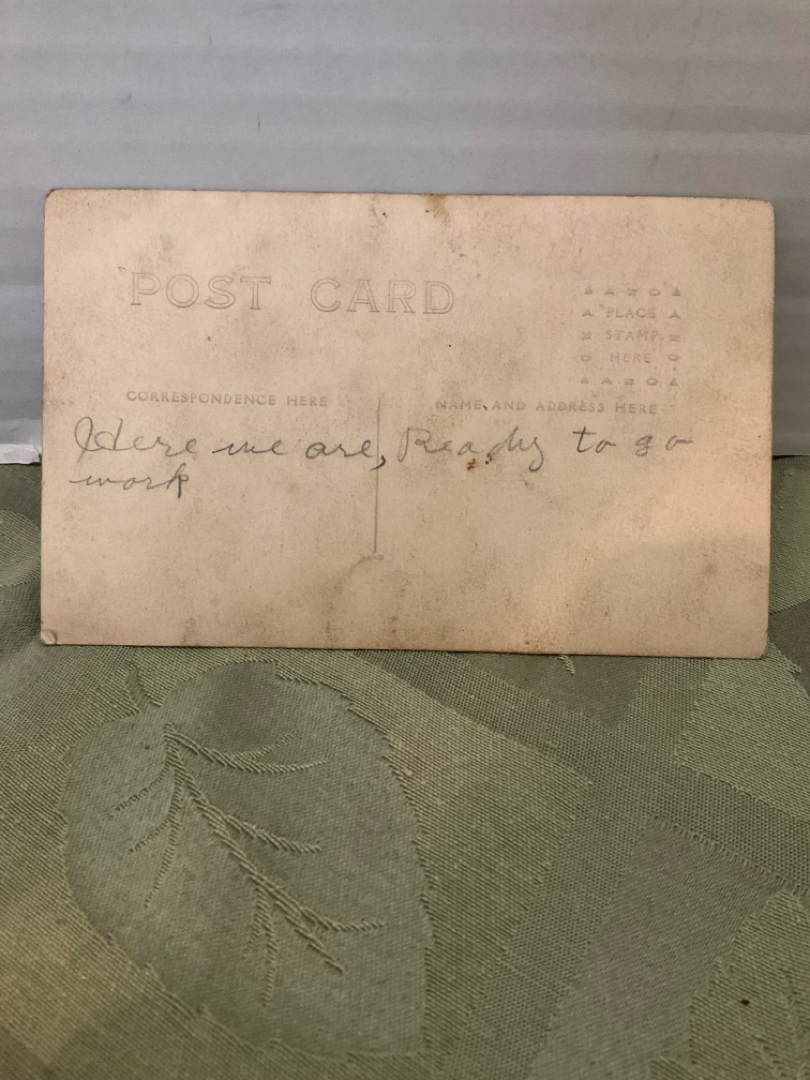 POST CARD
▲ A Z O ▲
▲ PLACE ▲
Z STAMP Z
O HERE O
▲ A Z O ▲
CORRESPONDENCE HERE
NAME AND ADDRESS HERE
Here we are, Ready to go
work